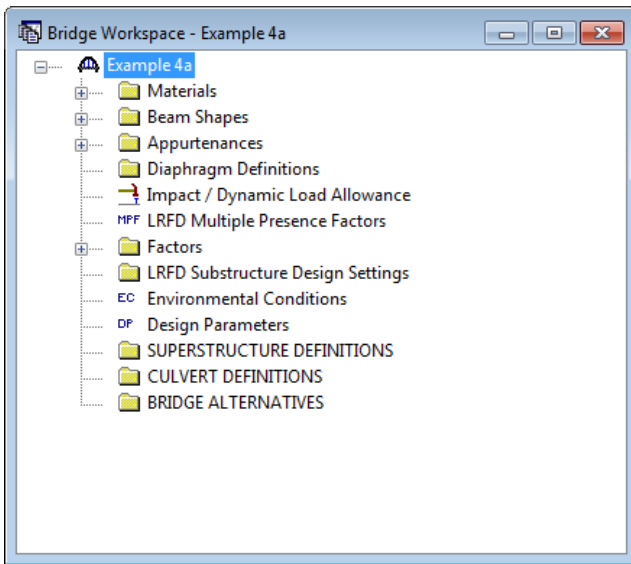 Bridge Workspace - Example 4a
Example 4a
Materials
Beam Shapes
Appurtenances
Diaphragm Definitions
Impact / Dynamic Load Allowance
MPF LRFD Multiple Presence Factors
Factors
LRFD Substructure Design Settings
EC Environmental Conditions
DP Design Parameters
SUPERSTRUCTURE DEFINITIONS
CULVERT DEFINITIONS
BRIDGE ALTERNATIVES